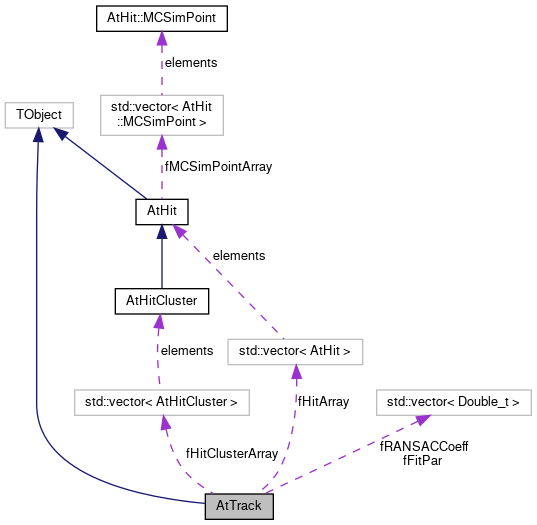 AtHit::MCSimPoint
elements
std::vector< AtHit
::MCSimPoint >
TObject
fMCSimPointArray
AtHit
elements
AtHitCluster
elements
std::vector< AtHit >
std::vector< AtHitCluster >
fHitArray
std::vector< Double_t >
fHitClusterArray
fRANSACCoeff
fFitPar
AtTrack